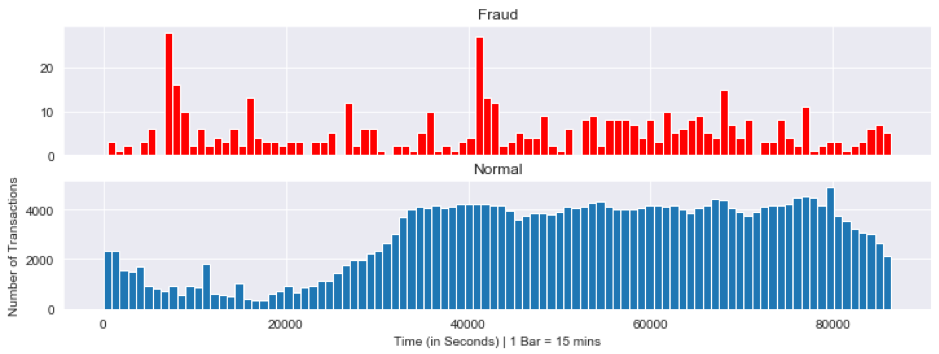 Fraud
20
10
0
Normal
Number of Transactions
4000
2000
0
0 20000 40000 60000 80000
Time (in Seconds) | 1 Bar = 15 mins